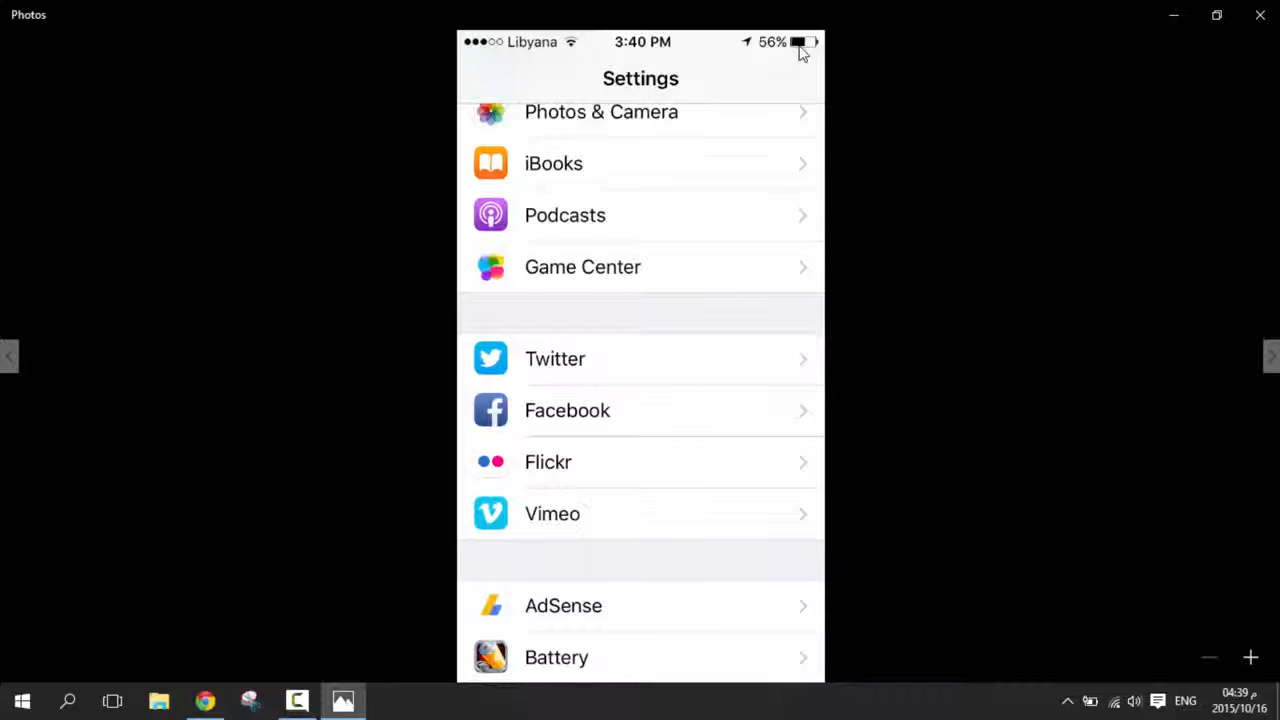 Photos
Libyana 3:40 PM 56%
Settings
Photos & Camera
iBooks
Podcasts
Game Center
Twitter
Facebook
Flickr
Vimeo
AdSense
Battery
ENG
04:39 م
2015/10/16